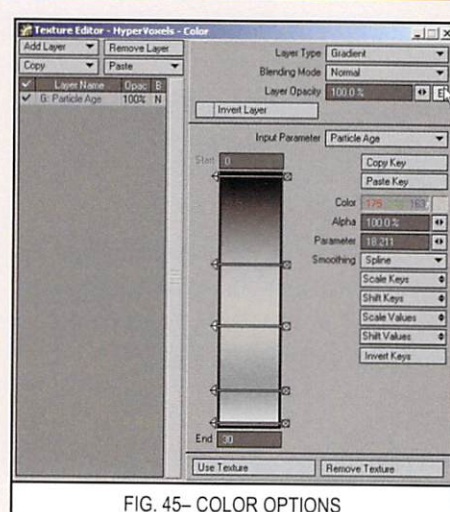 Texture Editor - HyperVoxels - Color
Add Layer Remove Layer
Copy Paste
Layer Name Opac B
G: Particle Age 100% N
Layer Type Gradient
Blending Mode Normal
Layer Opacity 100.0 % E
Invert Layer
Input Parameter Particle Age
Start 0
Copy Key
Paste Key
Color 175 163
Alpha 100.0 %
Parameter 18.211
Smoothing Spline
Scale Keys
Shift Keys
Scale Values
Shift Values
Invert Keys
End 30
Use Texture Remove Texture
FIG. 45– COLOR OPTIONS